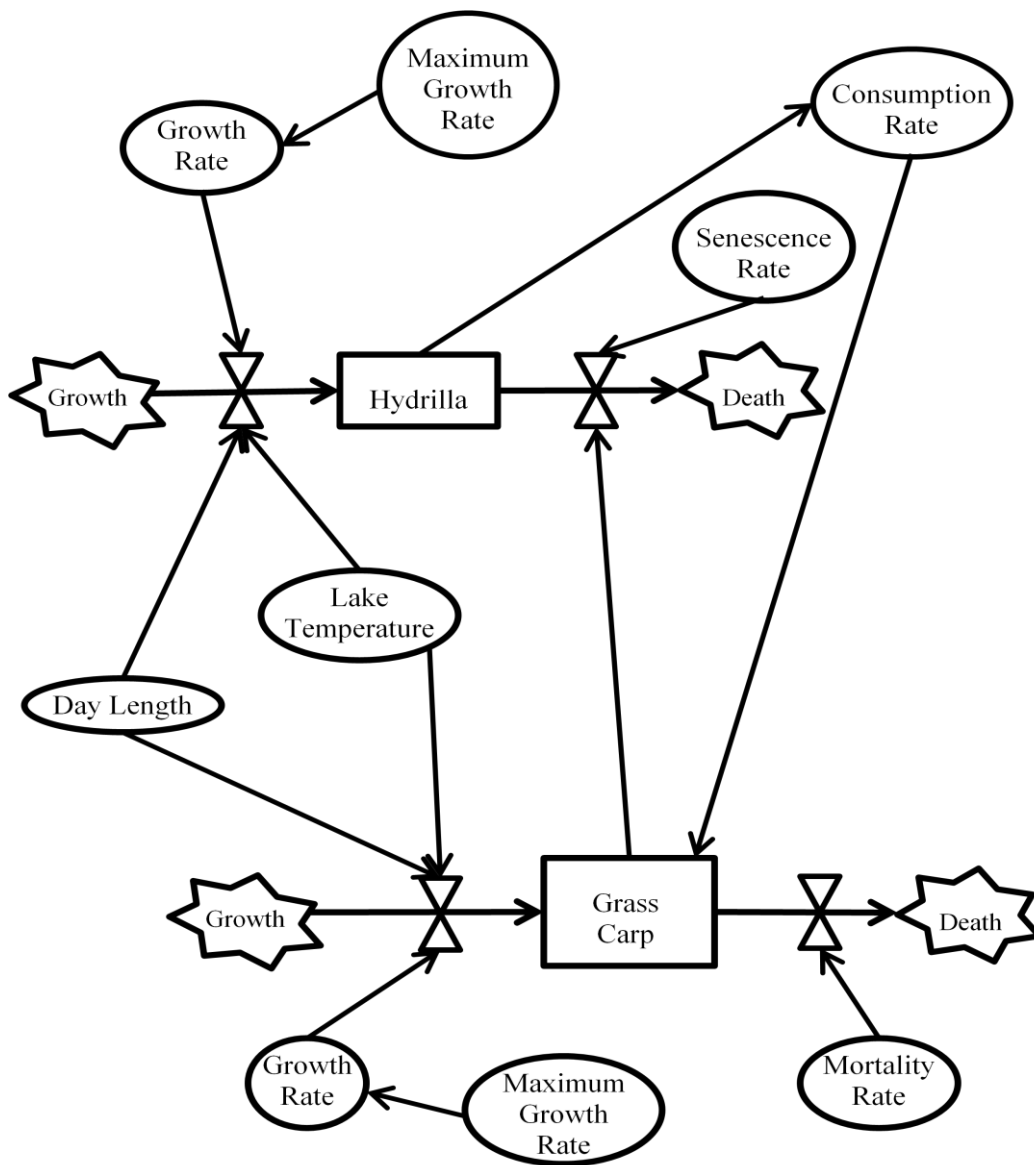 Maximum
Growth
Rate
Growth
Rate
Consumption
Rate
Senescence
Rate
Growth
Hydrilla
Death
Lake
Temperature
Day Length
Growth
Grass
Carp
Death
Growth
Rate
Maximum
Growth
Rate
Mortality
Rate